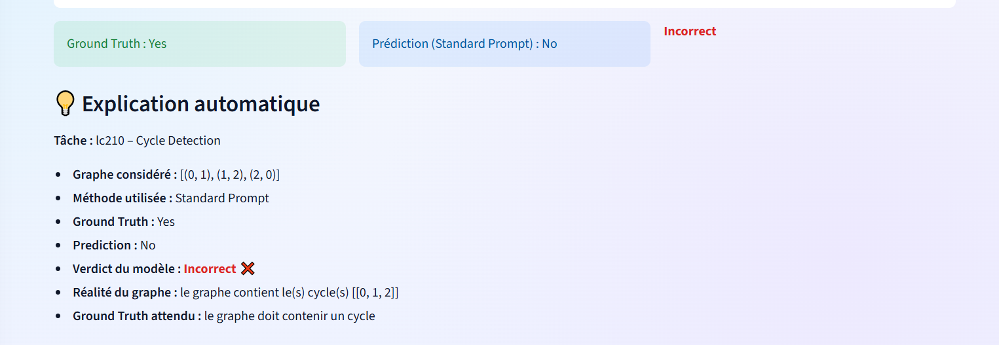 Ground Truth : Yes
Prédiction (Standard Prompt) : No
Incorrect
Explication automatique
Tâche : lc210 – Cycle Detection
Graphe considéré : [(0, 1), (1, 2), (2, 0)]
Méthode utilisée : Standard Prompt
Ground Truth : Yes
Prediction : No
Verdict du modèle : Incorrect ❌
Réalité du graphe : le graphe contient le(s) cycle(s) [[0, 1, 2]]
Ground Truth attendu : le graphe doit contenir un cycle